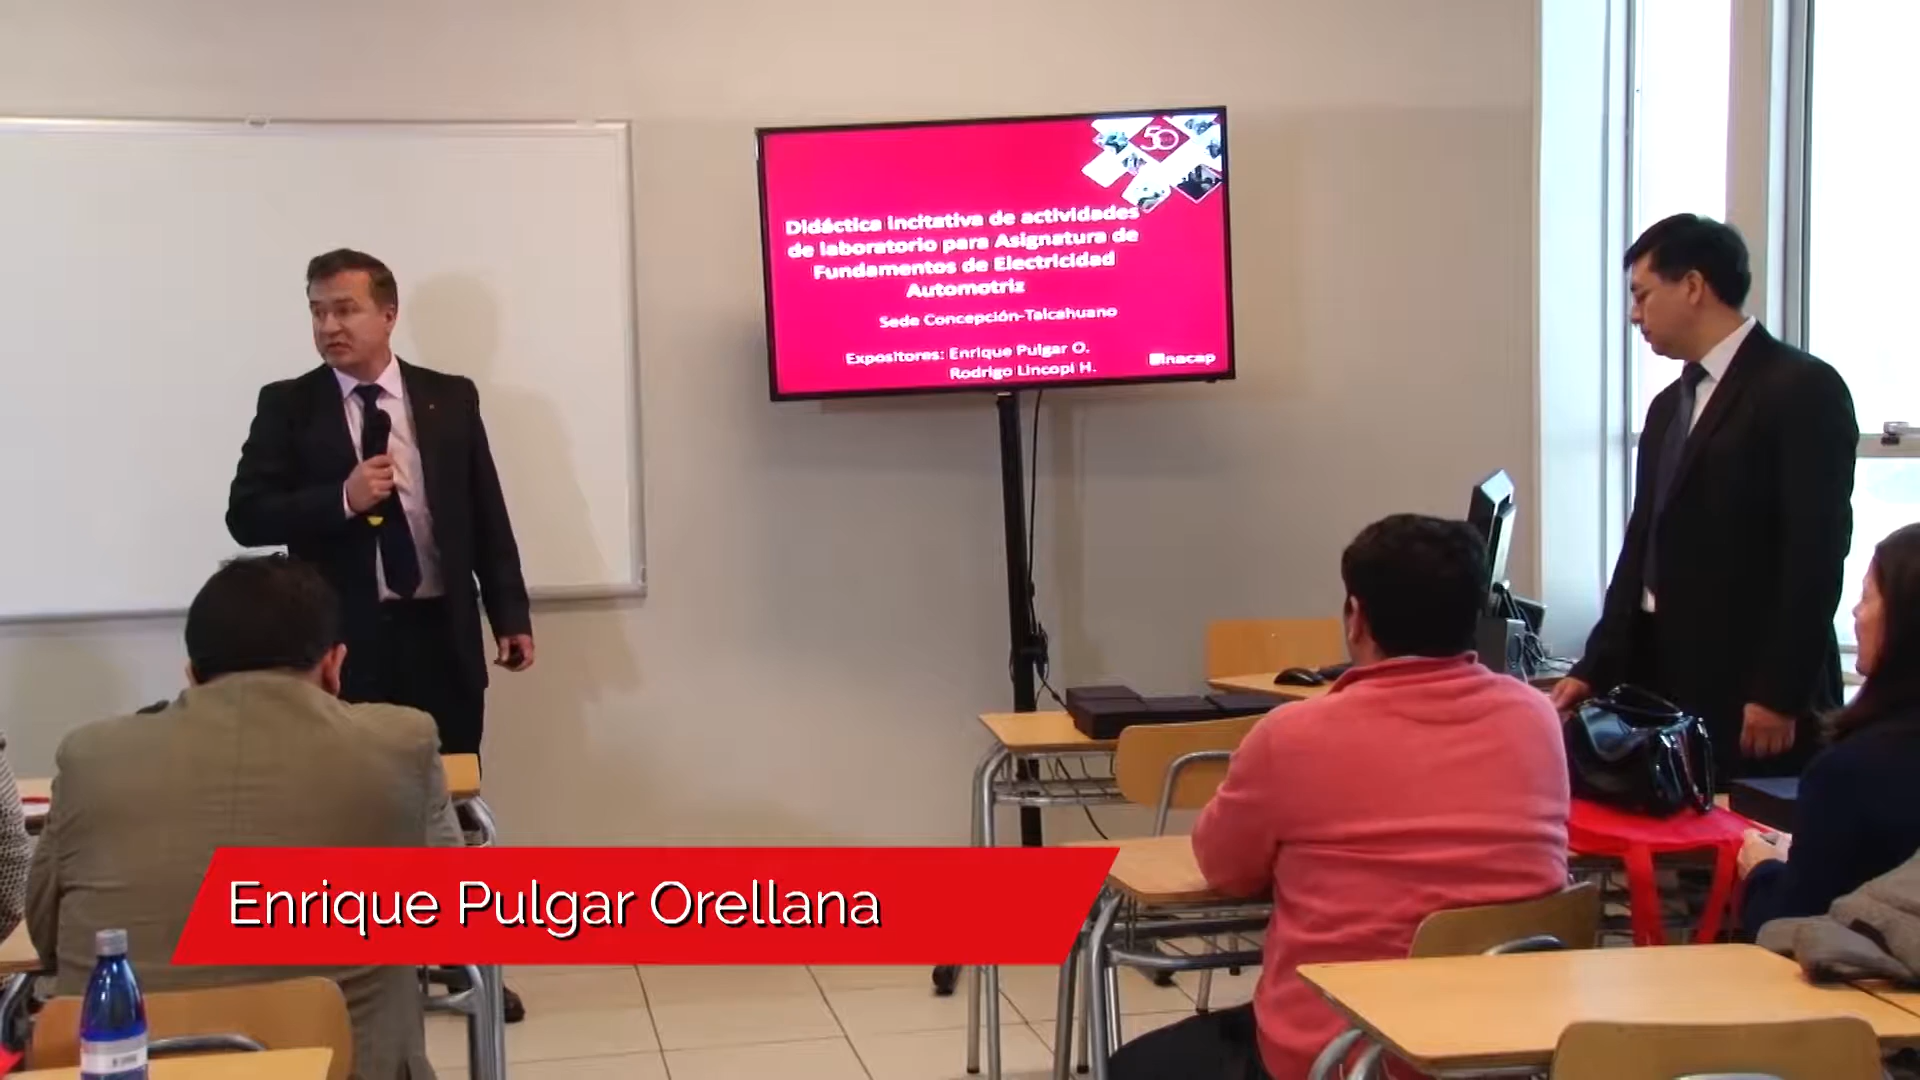 50
Didáctica incitativa de actividades
de laboratorio para Asignatura de
Fundamentos de Electricidad
Automotriz
Sede Concepción-Talcahuano
Expositores: Enrique Pulgar O.
Rodrigo Lincopi H.
inacap
Enrique Pulgar Orellana